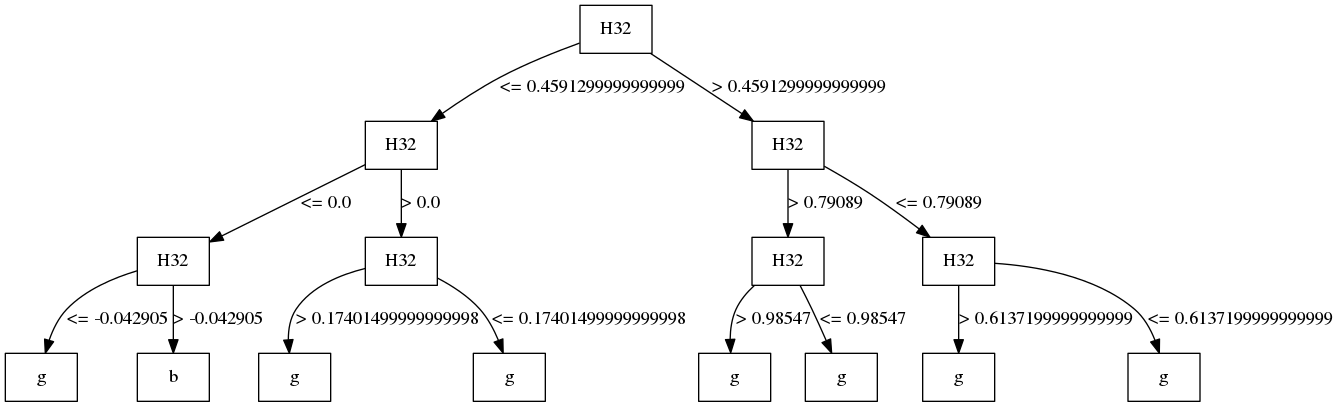 H32
<= 0.4591299999999999
> 0.4591299999999999
H32
H32
<= 0.0
> 0.0
> 0.79089
<= 0.79089
H32
H32
H32
H32
<= -0.042905
> -0.042905
> 0.17401499999999998
<= 0.17401499999999998
> 0.98547
<= 0.98547
> 0.6137199999999999
<= 0.6137199999999999
g
b
g
g
g
g
g
g